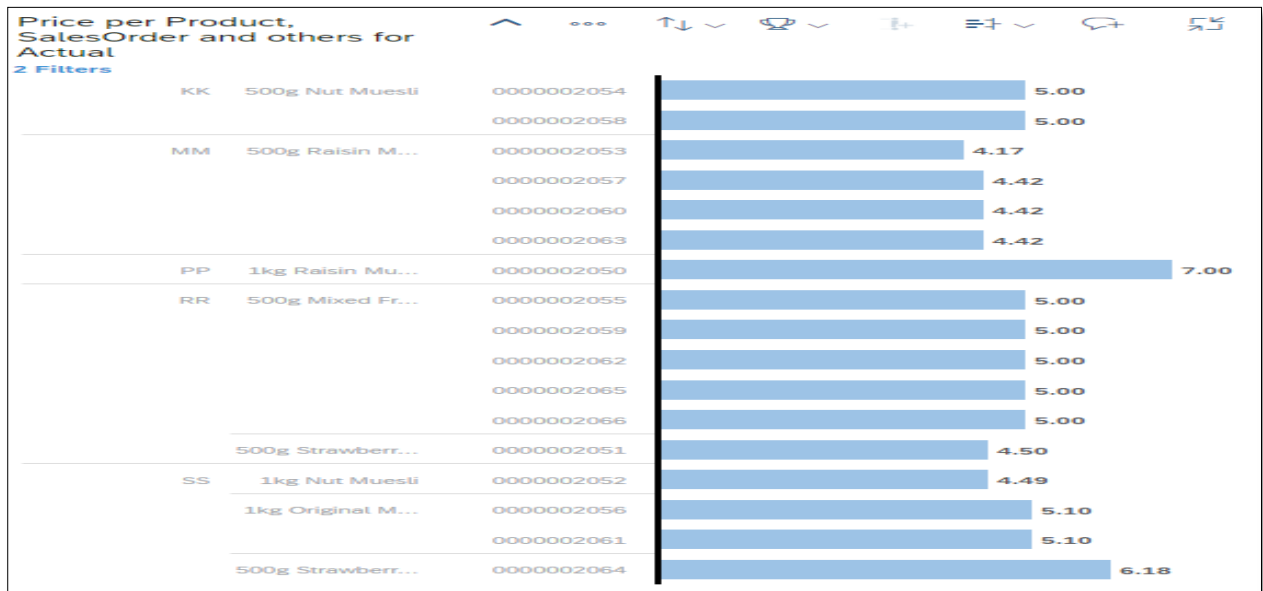 Price per Product,
SalesOrder and others for
Actual
2 Filters
KK 500g Nut Muesli 0000002054 5.00
0000002058 5.00
MM 500g Raisin M... 0000002053 4.17
0000002057 4.42
0000002060 4.42
0000002063 4.42
PP 1kg Raisin Mu... 0000002050 7.00
RR 500g Mixed Fr... 0000002055 5.00
0000002059 5.00
0000002062 5.00
0000002065 5.00
0000002066 5.00
500g Strawberr... 0000002051 4.50
SS 1kg Nut Muesli 0000002052 4.49
1kg Original M... 0000002056 5.10
0000002061 5.10
500g Strawberr... 0000002064 6.18